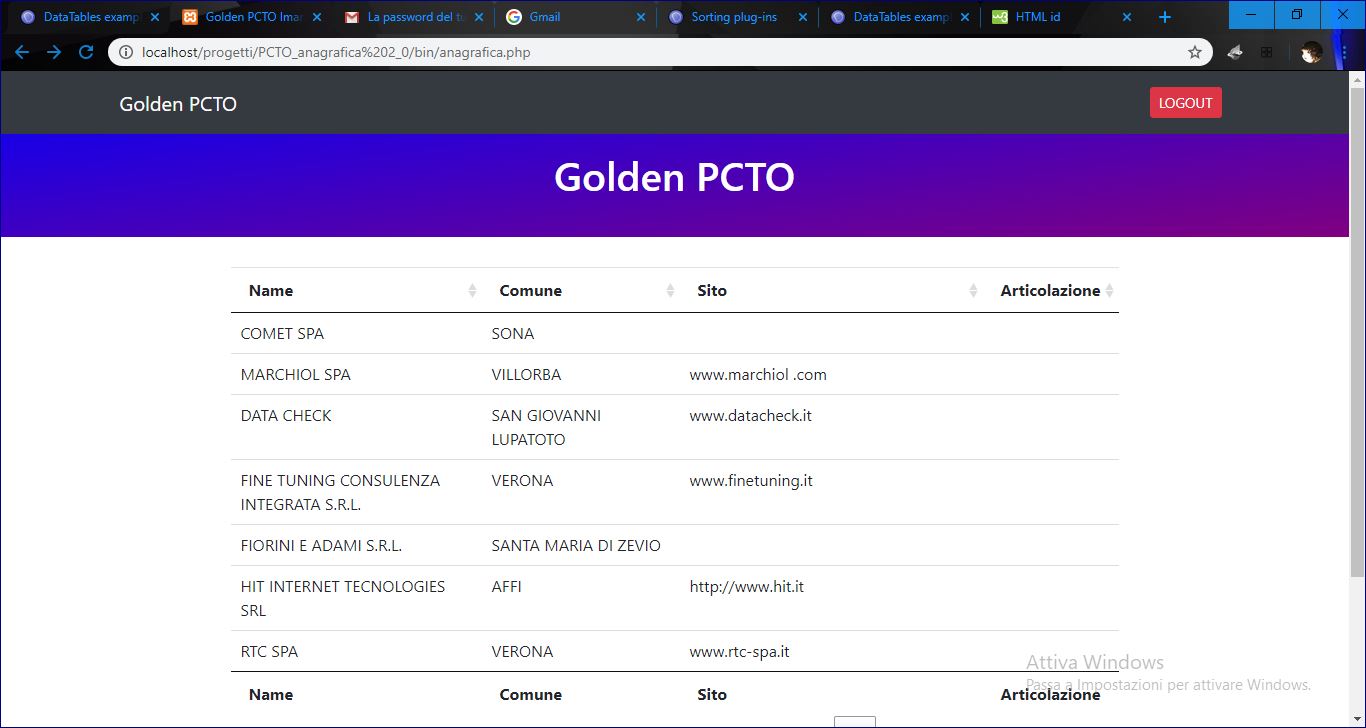 DataTables examp
Golden PCTO Imar
La password del tu
Gmail
Sorting plug-ins
DataTables examp
HTML id
localhost/progetti/PCTO_anagrafica%202_0/bin/anagrafica.php
Golden PCTO
LOGOUT
Golden PCTO
Name Comune Sito Articolazione
COMET SPA SONA
MARCHIOL SPA VILLORBA www.marchiol .com
DATA CHECK SAN GIOVANNI www.datacheck.it
LUPATOTO
FINE TUNING CONSULENZA VERONA www.finetuning.it
INTEGRATA S.R.L.
FIORINI E ADAMI S.R.L. SANTA MARIA DI ZEVIO
HIT INTERNET TECNOLOGIES AFFI http://www.hit.it
SRL
RTC SPA VERONA www.rtc-spa.it
Attiva Windows
Passa a Impostazioni per attivare Windows.
Name Comune Sito Articolazione